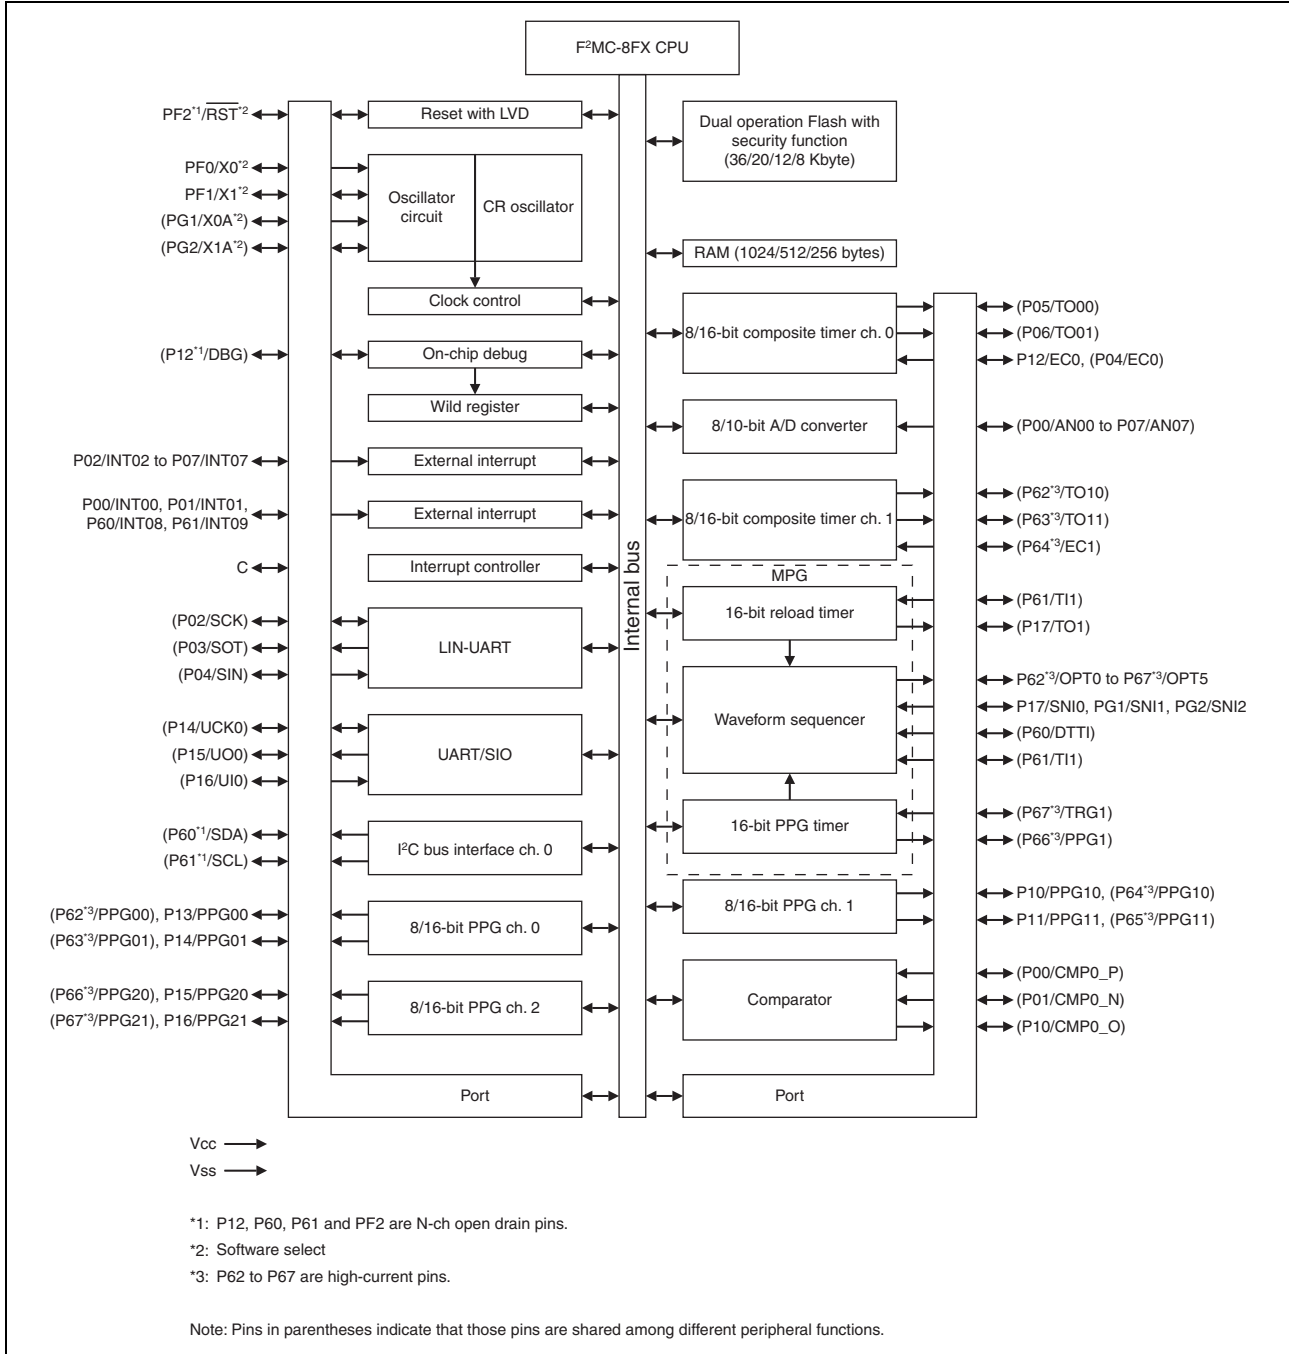 F²MC-8FX CPU
PF2*1/RST*2
Reset with LVD
Dual operation Flash with
security function
(36/20/12/8 Kbyte)
PF0/X0*2
PF1/X1*2
(PG1/X0A*2)
(PG2/X1A*2)
Oscillator
circuit
CR oscillator
RAM (1024/512/256 bytes)
Clock control
8/16-bit composite timer ch. 0
(P05/TO00)
(P06/TO01)
P12/EC0, (P04/EC0)
(P12*1/DBG)
On-chip debug
Wild register
8/10-bit A/D converter
(P00/AN00 to P07/AN07)
P02/INT02 to P07/INT07
External interrupt
P00/INT00, P01/INT01,
P60/INT08, P61/INT09
External interrupt
8/16-bit composite timer ch. 1
(P62*3/TO10)
(P63*3/TO11)
(P64*3/EC1)
C
Interrupt controller
Internal bus
MPG
16-bit reload timer
(P61/TI1)
(P17/TO1)
(P02/SCK)
(P03/SOT)
(P04/SIN)
LIN-UART
Waveform sequencer
P62*3/OPT0 to P67*3/OPT5
P17/SNI0, PG1/SNI1, PG2/SNI2
(P60/DTTI)
(P61/TI1)
(P14/UCK0)
(P15/UO0)
(P16/UI0)
UART/SIO
16-bit PPG timer
(P67*3/TRG1)
(P66*3/PPG1)
(P60*1/SDA)
(P61*1/SCL)
I²C bus interface ch. 0
8/16-bit PPG ch. 1
P10/PPG10, (P64*3/PPG10)
P11/PPG11, (P65*3/PPG11)
(P62*3/PPG00), P13/PPG00
(P63*3/PPG01), P14/PPG01
8/16-bit PPG ch. 0
Comparator
(P00/CMP0_P)
(P01/CMP0_N)
(P10/CMP0_O)
(P66*3/PPG20), P15/PPG20
(P67*3/PPG21), P16/PPG21
8/16-bit PPG ch. 2
Port
Port
Vcc
Vss
*1: P12, P60, P61 and PF2 are N-ch open drain pins.
*2: Software select
*3: P62 to P67 are high-current pins.
Note: Pins in parentheses indicate that those pins are shared among different peripheral functions.